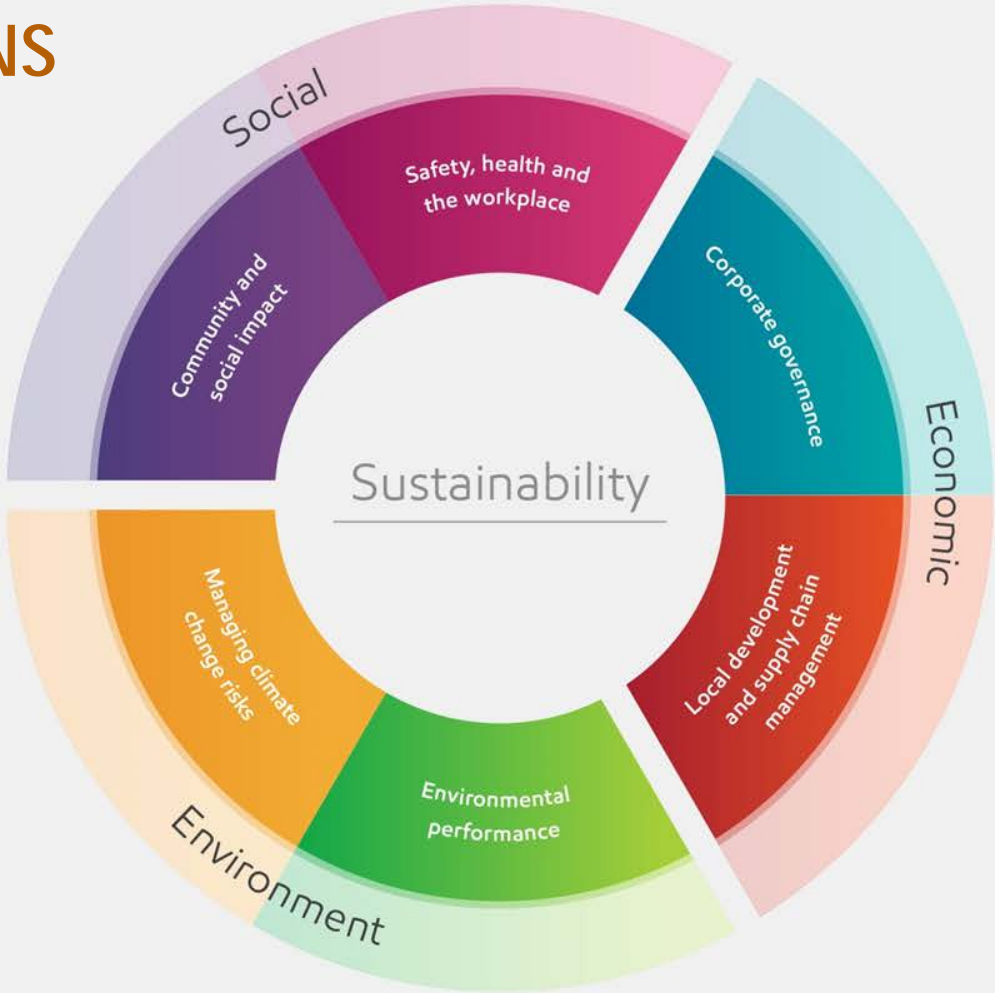 NS
Social
Safety, health and
the workplace
Community and
social impact
Corporate governance
Economic
Sustainability
Managing climate
change risks
Local development
and supply chain
management
Environmental
performance
Environment